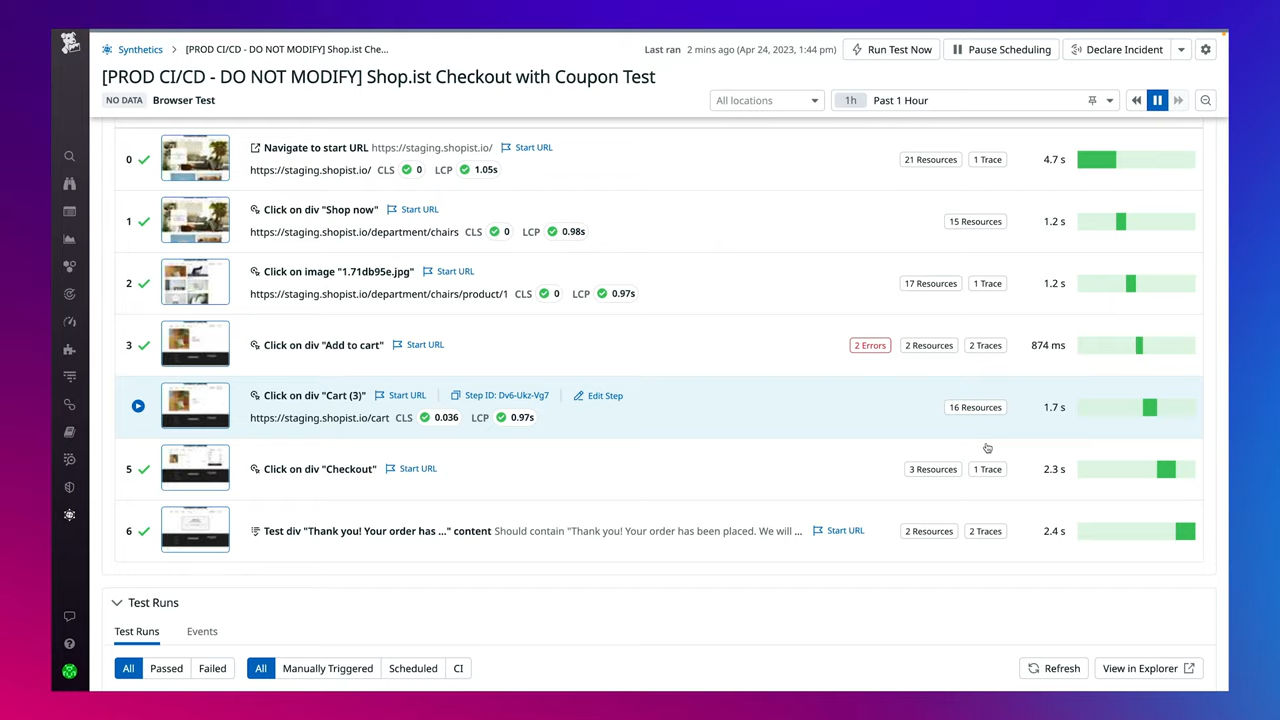 Synthetics > [PROD CI/CD - DO NOT MODIFY] Shop.ist Che...
Last ran 2 mins ago (Apr 24, 2023, 1:44 pm)
Run Test Now
Pause Scheduling
Declare Incident
[PROD CI/CD - DO NOT MODIFY] Shop.ist Checkout with Coupon Test
NO DATA Browser Test
All locations
1h Past 1 Hour
0 Navigate to start URL https://staging.shopist.io/ Start URL
https://staging.shopist.io/ CLS 0 LCP 1.05s
21 Resources 1 Trace 4.7 s
1 Click on div "Shop now" Start URL
https://staging.shopist.io/department/chairs CLS 0 LCP 0.98s
15 Resources 1.2 s
2 Click on image "1.71db95e.jpg" Start URL
https://staging.shopist.io/department/chairs/product/1 CLS 0 LCP 0.97s
17 Resources 1 Trace 1.2 s
3 Click on div "Add to cart" Start URL
2 Errors 2 Resources 2 Traces 874 ms
Click on div "Cart (3)" Start URL Step ID: Dv6-Ukz-Vg7 Edit Step
https://staging.shopist.io/cart CLS 0.036 LCP 0.97s
16 Resources 1.7 s
5 Click on div "Checkout" Start URL
3 Resources 1 Trace 2.3 s
6 Test div "Thank you! Your order has ..." content Should contain "Thank you! Your order has been placed. We will ... Start URL
2 Resources 2 Traces 2.4 s
Test Runs
Test Runs Events
All Passed Failed
All Manually Triggered Scheduled CI
Refresh
View in Explorer